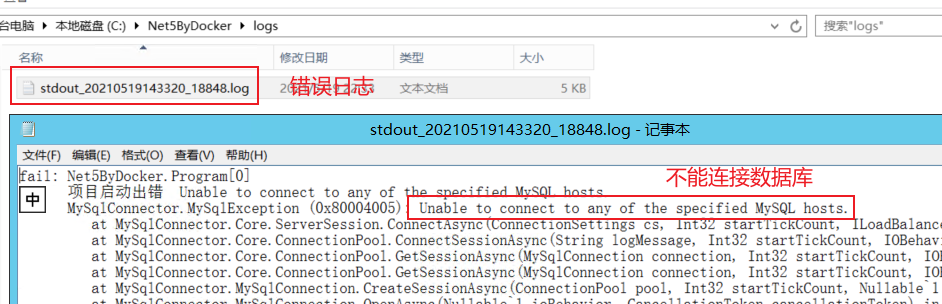 台电脑 ▸ 本地磁盘 (C:) ▸ Net5ByDocker ▸ logs
搜索"logs"
名称 修改日期 类型 大小
stdout_20210519143320_18848.log 文本文档 5 KB
错误日志
stdout_20210519143320_18848.log - 记事本
文件(F) 编辑(E) 格式(O) 查看(V) 帮助(H)
fail: Net5ByDocker.Program[0]
不能连接数据库
中
项目启动出错 Unable to connect to any of the specified MySQL hosts
MySqlConnector.MySqlException (0x80004005) Unable to connect to any of the specified MySQL hosts.
at MySqlConnector.Core.ServerSession.ConnectAsync(ConnectionSettings cs, Int32 startTickCount, ILoadBalance
at MySqlConnector.Core.ConnectionPool.ConnectSessionAsync(String logMessage, Int32 startTickCount, IOBehavi
at MySqlConnector.Core.ConnectionPool.GetSessionAsync(MySqlConnection connection, Int32 startTickCount, IO
at MySqlConnector.Core.ConnectionPool.GetSessionAsync(MySqlConnection connection, Int32 startTickCount, IO
at MySqlConnector.MySqlConnection.CreateSessionAsync(ConnectionPool pool, Int32 startTickCount, Nullable`1